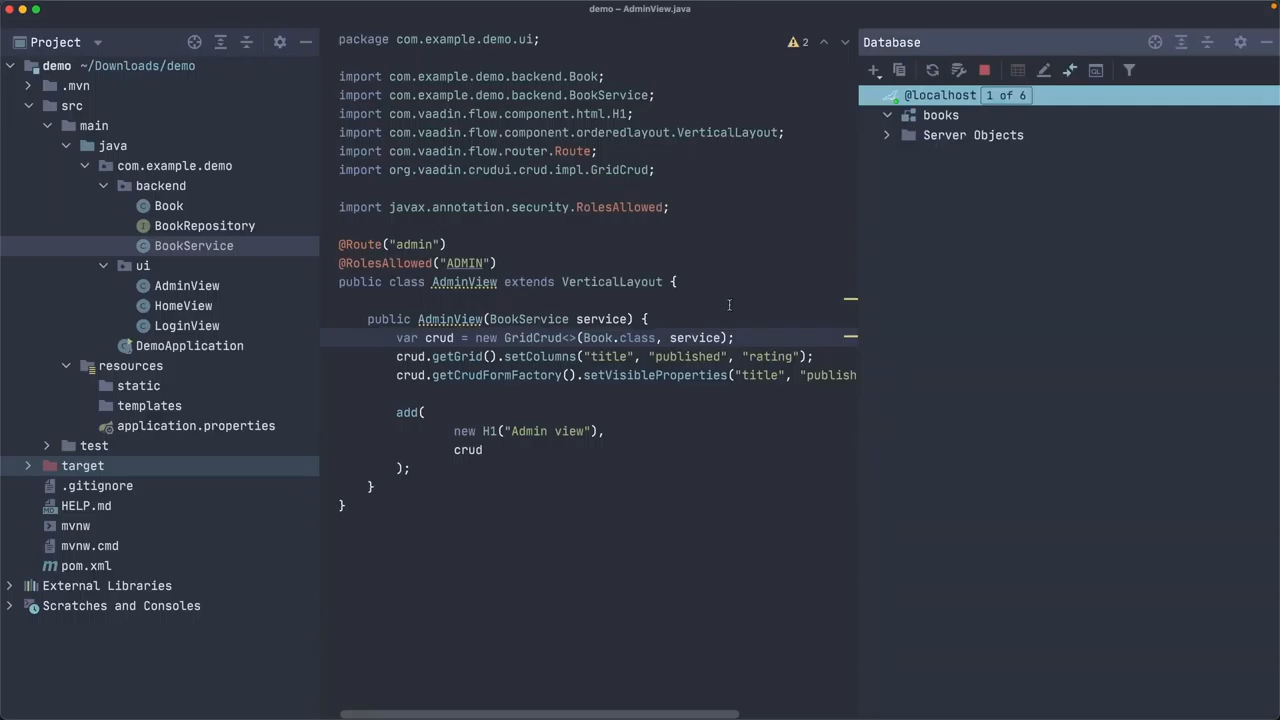 demo – AdminView.java
Project
demo ~/Downloads/demo
.mvn
src
main
java
com.example.demo
backend
Book
BookRepository
BookService
ui
AdminView
HomeView
LoginView
DemoApplication
resources
static
templates
application.properties
test
target
.gitignore
HELP.md
mvnw
mvnw.cmd
pom.xml
External Libraries
Scratches and Consoles
package com.example.demo.ui;
2
import com.example.demo.backend.Book;
import com.example.demo.backend.BookService;
import com.vaadin.flow.component.html.H1;
import com.vaadin.flow.component.orderedlayout.VerticalLayout;
import com.vaadin.flow.router.Route;
import org.vaadin.crudui.crud.impl.GridCrud;
import javax.annotation.security.RolesAllowed;
@Route("admin")
@RolesAllowed("ADMIN")
public class AdminView extends VerticalLayout {
public AdminView(BookService service) {
var crud = new GridCrud<>(Book.class, service);
crud.getGrid().setColumns("title", "published", "rating");
crud.getCrudFormFactory().setVisibleProperties("title", "publish
add(
new H1("Admin view"),
crud
);
}
}
Database
@localhost 1 of 6
books
Server Objects